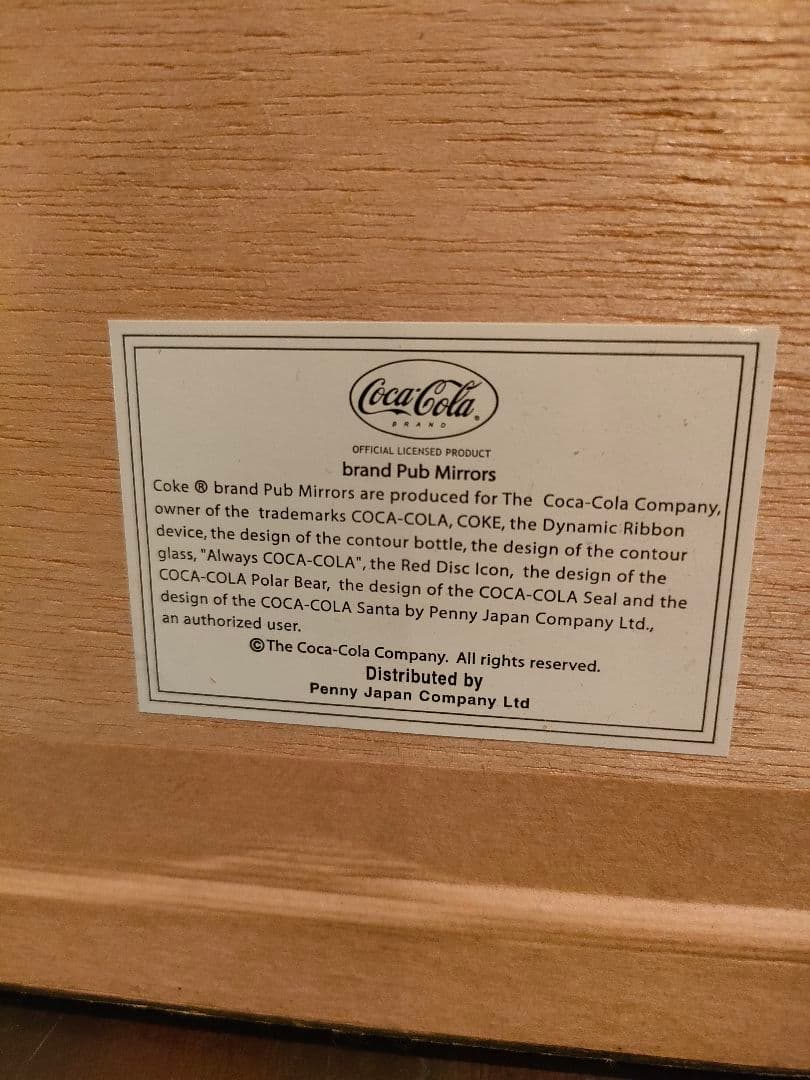 Coca-Cola®
BRAND
OFFICIAL LICENSED PRODUCT
brand Pub Mirrors
Coke ® brand Pub Mirrors are produced for The Coca-Cola Company,
owner of the trademarks COCA-COLA, COKE, the Dynamic Ribbon
device, the design of the contour bottle, the design of the contour
glass, "Always COCA-COLA", the Red Disc Icon, the design of the
COCA-COLA Polar Bear, the design of the COCA-COLA Seal and the
design of the COCA-COLA Santa by Penny Japan Company Ltd.,
an authorized user.
©The Coca-Cola Company. All rights reserved.
Distributed by
Penny Japan Company Ltd